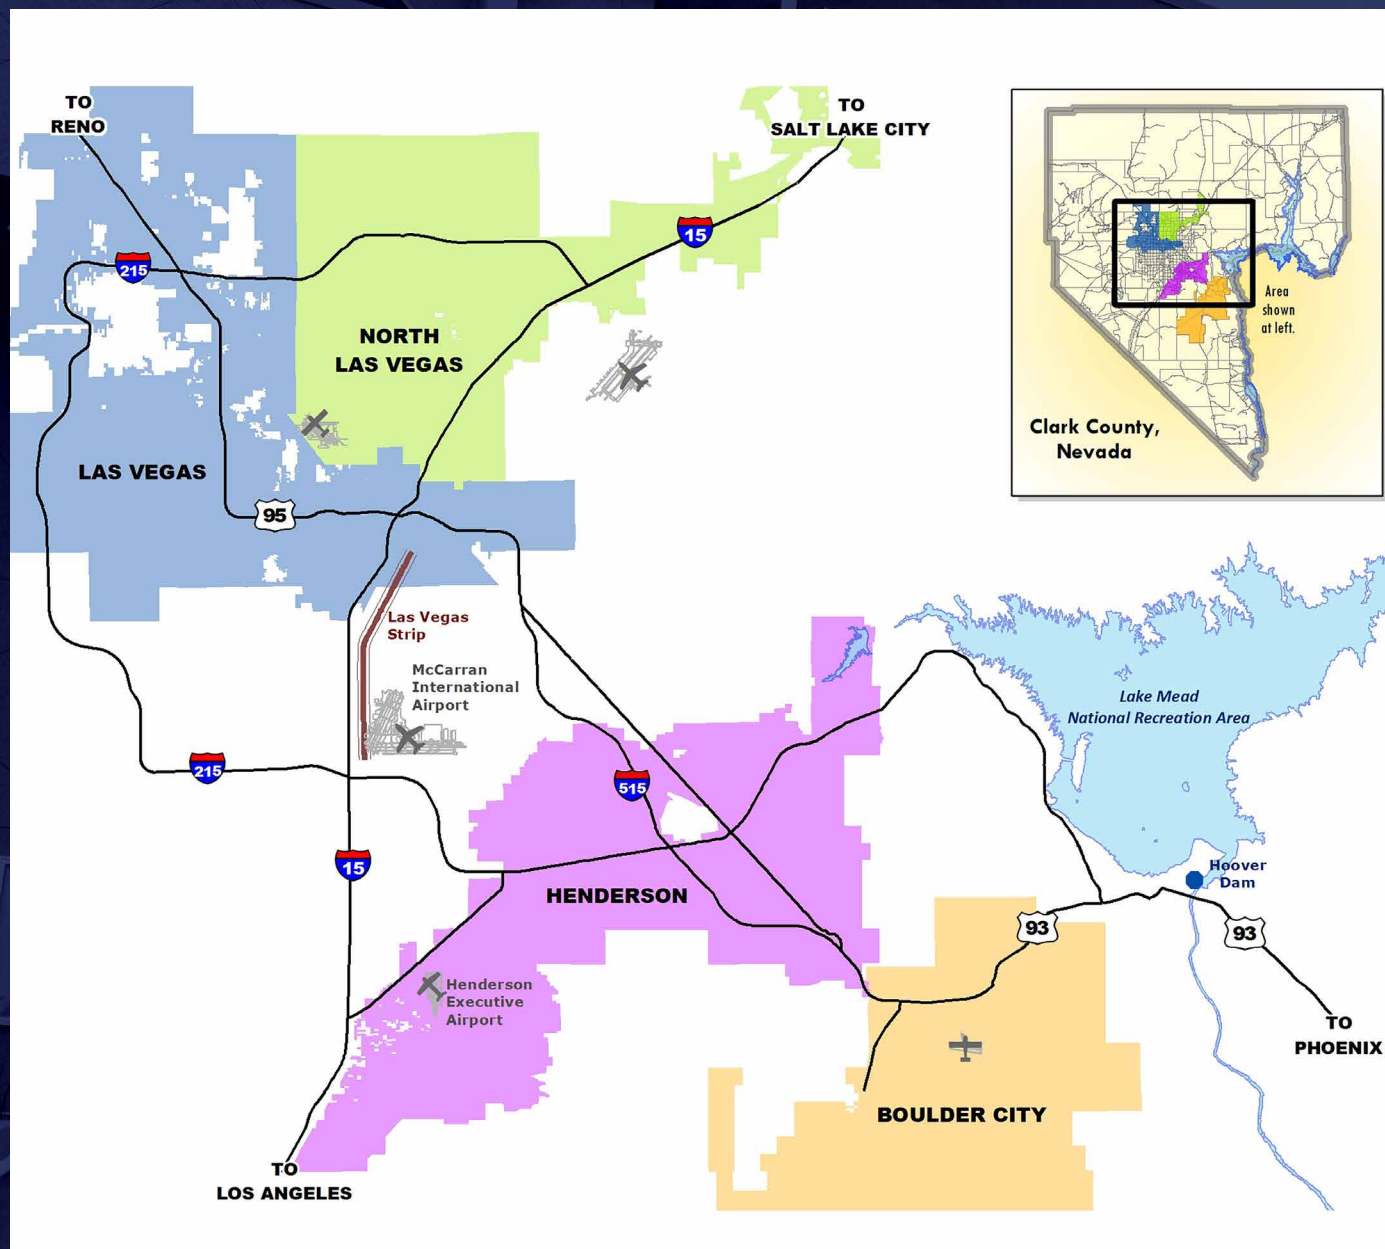 TO
RENO
TO
SALT LAKE CITY
15
215
NORTH
LAS VEGAS
LAS VEGAS
95
Las Vegas
Strip
McCarran
International
Airport
215
515
15
HENDERSON
Henderson
Executive
Airport
TO
LOS ANGELES
Lake Mead
National Recreation Area
Hoover
Dam
93
93
TO
PHOENIX
BOULDER CITY
Area
shown
at left.
Clark County,
Nevada